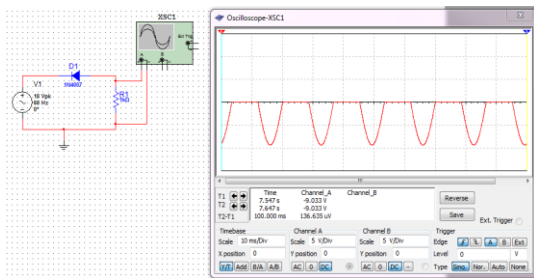 XSC1
Ext Trig
A
B
D1
1N4007
V1
10 Vpk
60 Hz
0°
R1
1kΩ
Oscilloscope-XSC1
Time Channel_A Channel_B
T1 7.547 s -9.033 V
T2 7.647 s -9.033 V
T2-T1 100.000 ms 136.635 uV
Reverse
Save
Ext. Trigger
Timebase
Scale 10 ms/Div
X position 0
Y/T Add B/A A/B
Channel A
Scale 5 V/Div
Y position 0
AC 0 DC
Channel B
Scale 5 V/Div
Y position 0
AC 0 DC -
Trigger
Edge A B Ext
Level 0 V
Type Sing. Nor. Auto None